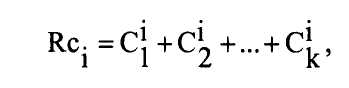 Rc_i = C_1^i + C_2^i + ... + C_k^i,